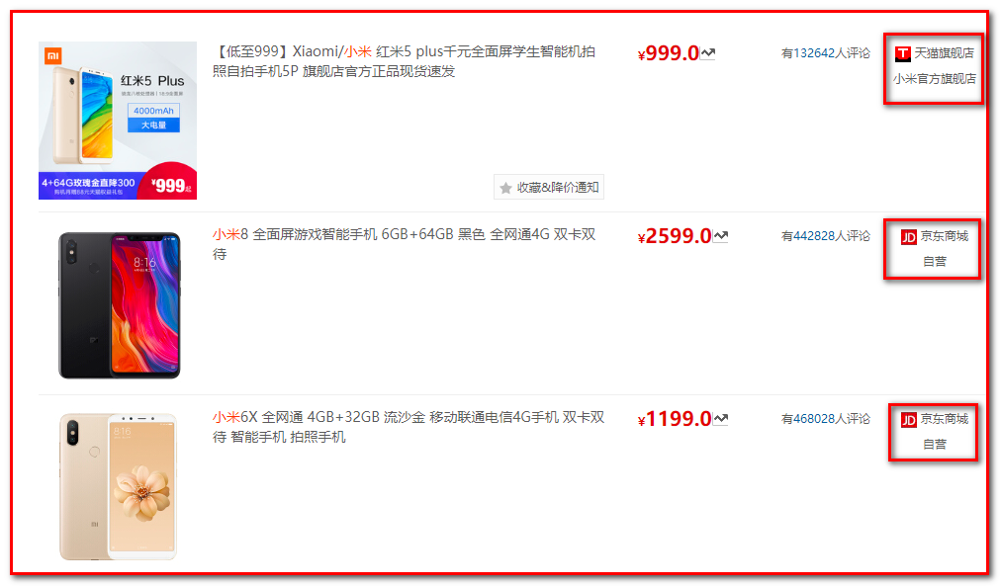 【低至999】Xiaomi/小米 红米5 plus千元全面屏学生智能机拍
照自拍手机5P 旗舰店官方正品现货速发
¥999.0
有132642人评论
天猫旗舰店
小米官方旗舰店
红米5 Plus
4000mAh
大电量
4+64G玫瑰金直降300
¥999起
收藏&降价通知
小米8 全面屏游戏智能手机 6GB+64GB 黑色 全网通4G 双卡双
待
¥2599.0
有442828人评论
JD 京东商城
自营
8:16
小米6X 全网通 4GB+32GB 流沙金 移动联通电信4G手机 双卡双
待 智能手机 拍照手机
¥1199.0
有468028人评论
JD 京东商城
自营
8:16